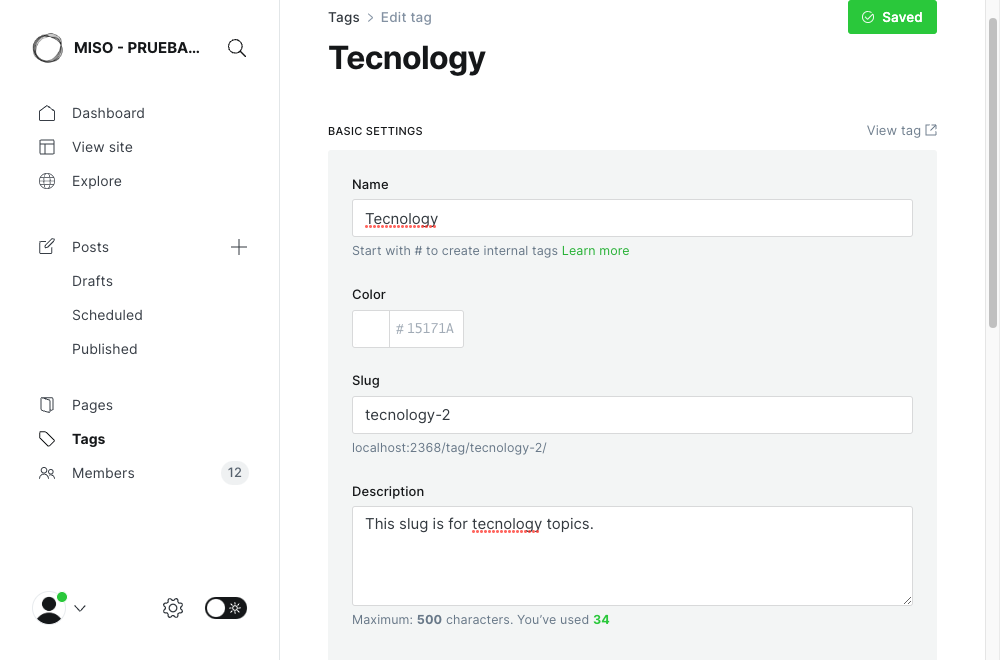 MISO - PRUEBA...
Dashboard
View site
Explore
Posts
Drafts
Scheduled
Published
Pages
Tags
Members 12
Tags > Edit tag
Saved
Tecnology
BASIC SETTINGS
View tag
Name
Tecnology
Start with # to create internal tags Learn more
Color
# 15171A
Slug
tecnology-2
localhost:2368/tag/tecnology-2/
Description
This slug is for tecnology topics.
Maximum: 500 characters. You’ve used 34